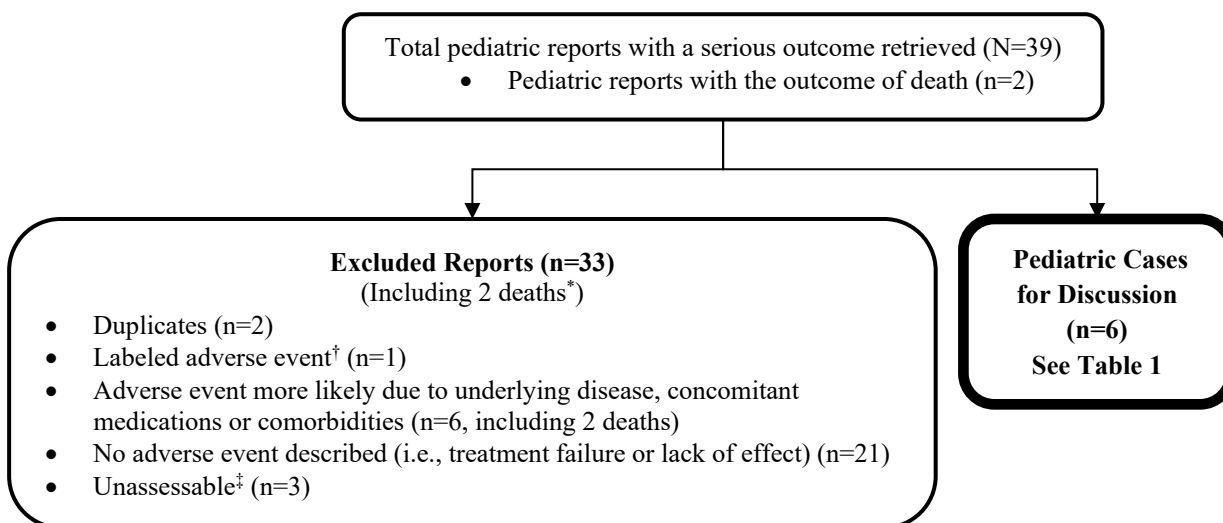 Total pediatric reports with a serious outcome retrieved (N=39)
• Pediatric reports with the outcome of death (n=2)
Excluded Reports (n=33)
(Including 2 deaths*)
• Duplicates (n=2)
• Labeled adverse event† (n=1)
• Adverse event more likely due to underlying disease, concomitant
medications or comorbidities (n=6, including 2 deaths)
• No adverse event described (i.e., treatment failure or lack of effect) (n=21)
• Unassessable‡ (n=3)
Pediatric Cases
for Discussion
(n=6)
See Table 1